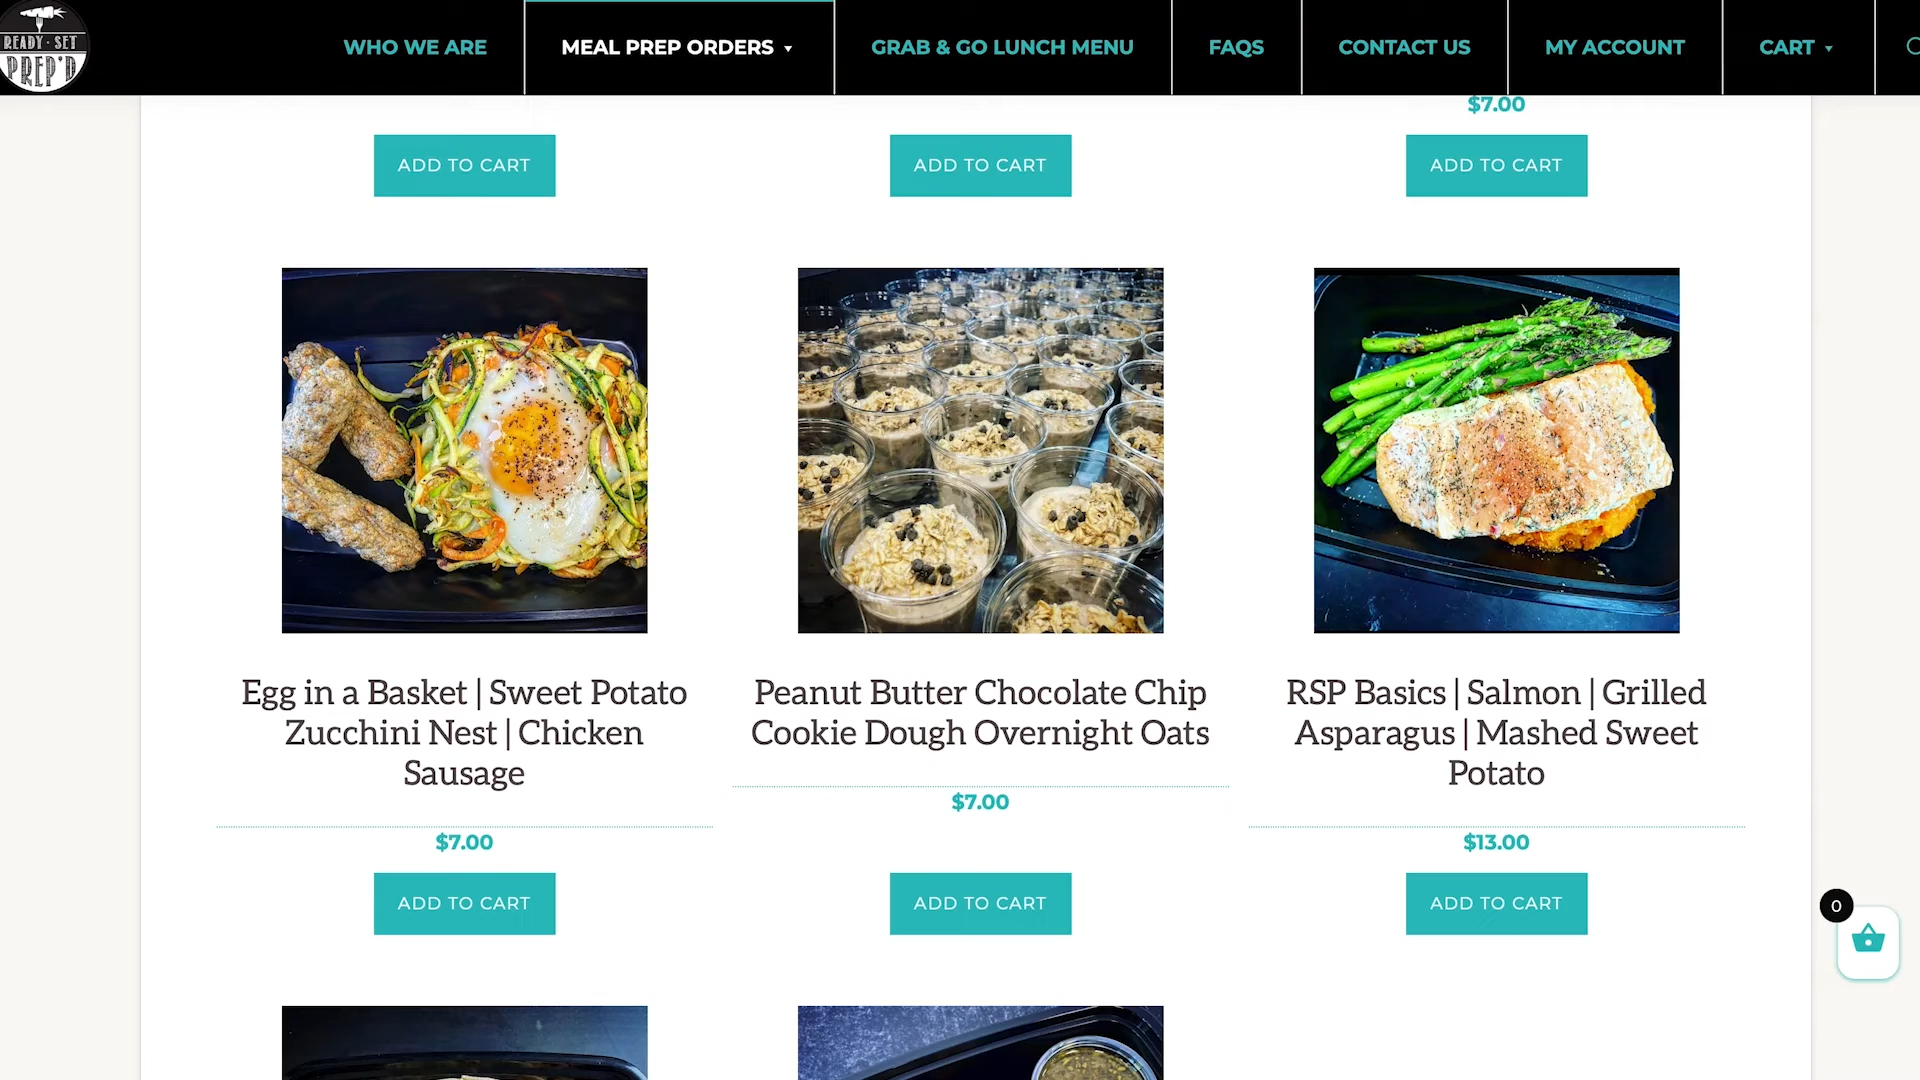 READY · SET
PREP'D
WHO WE ARE
MEAL PREP ORDERS
GRAB & GO LUNCH MENU
FAQS
CONTACT US
MY ACCOUNT
CART
$7.00
ADD TO CART
ADD TO CART
ADD TO CART
Egg in a Basket | Sweet Potato
Zucchini Nest | Chicken
Sausage
$7.00
ADD TO CART
Peanut Butter Chocolate Chip
Cookie Dough Overnight Oats
$7.00
ADD TO CART
RSP Basics | Salmon | Grilled
Asparagus | Mashed Sweet
Potato
$13.00
ADD TO CART
0